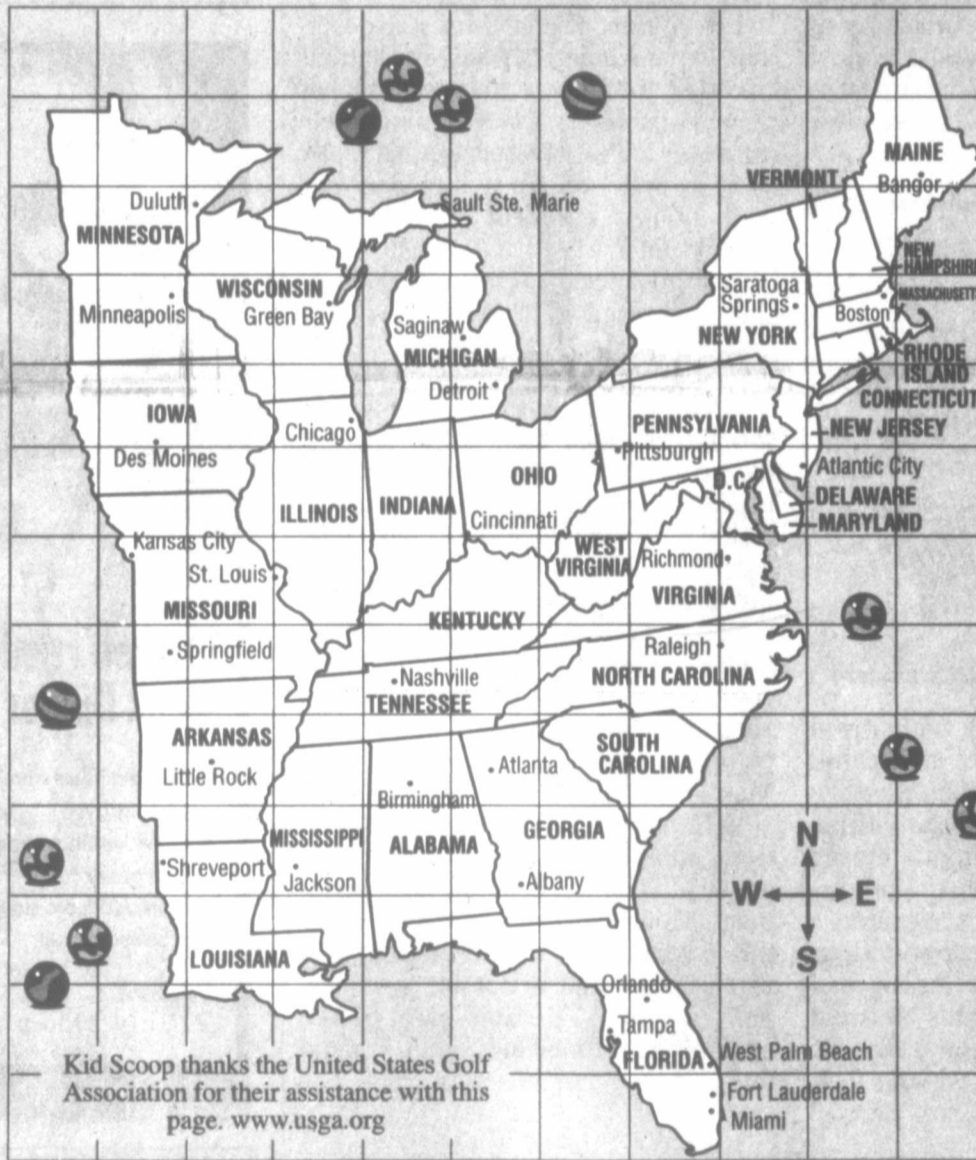 MAINE
Bangor
VERMONT
Duluth
Sault Ste. Marie
MINNESOTA
NEW
HAMPSHIRE
WISCONSIN
Saratoga
Springs
MASSACHUSETT
Minneapolis
Green Bay
Boston
Saginaw
NEW YORK
MICHIGAN
RHODE
ISLAND
Detroit
CONNECTICUT
IOWA
Chicago
PENNSYLVANIA
NEW JERSEY
Des Moines
Pittsburgh
Atlantic City
OHIO
D.C.
DELAWARE
ILLINOIS
INDIANA
Cincinnati
MARYLAND
Kansas City
WEST
VIRGINIA
Richmond
St. Louis
MISSOURI
VIRGINIA
KENTUCKY
Springfield
Raleigh
Nashville
NORTH CAROLINA
TENNESSEE
ARKANSAS
SOUTH
CAROLINA
Little Rock
Atlanta
Birmingham
MISSISSIPPI
ALABAMA
GEORGIA
N
Shreveport
Jackson
Albany
W E
LOUISIANA
S
Orlando
Tampa
FLORIDA
West Palm Beach
Kid Scoop thanks the United States Golf
Association for their assistance with this
page. www.usga.org
Fort Lauderdale
Miami